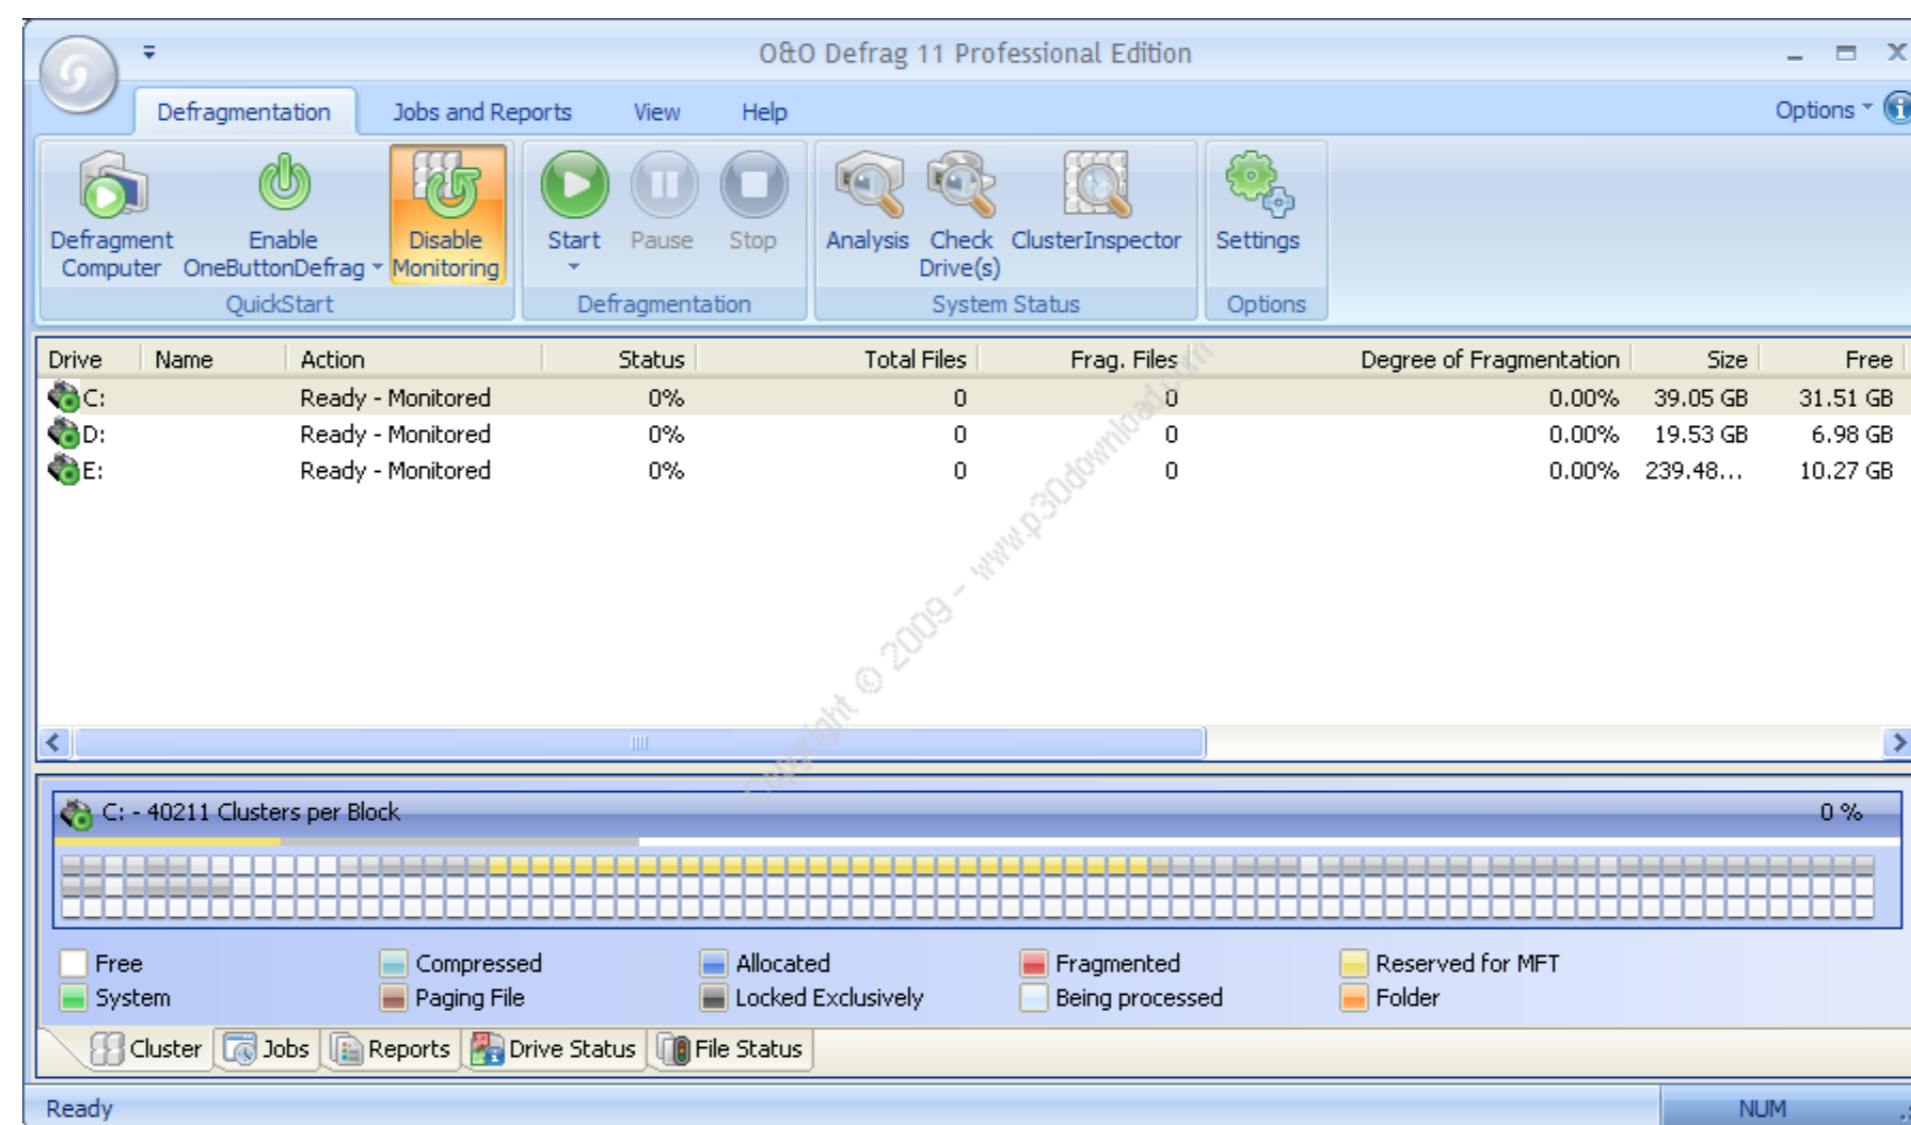 O&O Defrag 11 Professional Edition
Defragmentation Jobs and Reports View Help Options
Defragment Computer Enable OneButtonDefrag Disable Monitoring Start Pause Stop Analysis Check Drive(s) ClusterInspector Settings
QuickStart Defragmentation System Status Options
Drive Name Action Status Total Files Frag. Files Degree of Fragmentation Size Free
C: Ready - Monitored 0% 0 0 0.00% 39.05 GB 31.51 GB
D: Ready - Monitored 0% 0 0 0.00% 19.53 GB 6.98 GB
E: Ready - Monitored 0% 0 0 0.00% 239.48... 10.27 GB
copyright © 2009 - www.p30download.com
C: - 40211 Clusters per Block 0 %
Free Compressed Allocated Fragmented Reserved for MFT
System Paging File Locked Exclusively Being processed Folder
Cluster Jobs Reports Drive Status File Status
Ready NUM